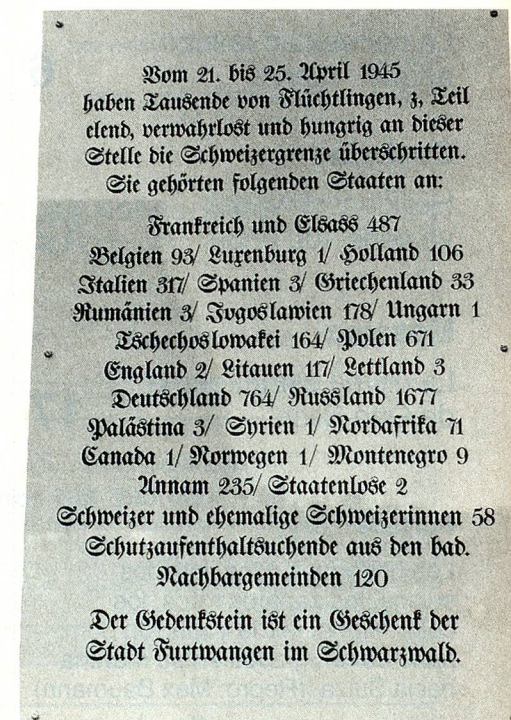 Vom 21. bis 25. April 1945
haben Tausende von Flüchtlingen, z, Teil
elend, verwahrlost und hungrig an dieser
Stelle die Schweizergrenze überschritten.
Sie gehörten folgenden Staaten an:
Frankreich und Elsass 487
Belgien 93/ Luxenburg 1/ Holland 106
Italien 317/ Spanien 3/ Griechenland 33
Rumänien 3/ Jugoslawien 178/ Ungarn 1
Tschechoslowakei 164/ Polen 671
England 2/ Litauen 117/ Lettland 3
Deutschland 764/ Russland 1677
Palästina 3/ Syrien 1/ Nordafrika 71
Canada 1/ Norwegen 1/ Montenegro 9
Annam 235/ Staatenlose 2
Schweizer und ehemalige Schweizerinnen 58
Schutzaufenthaltsuchende aus den bad.
Nachbargemeinden 120
Der Gedenkstein ist ein Geschenk der
Stadt Furtwangen im Schwarzwald.